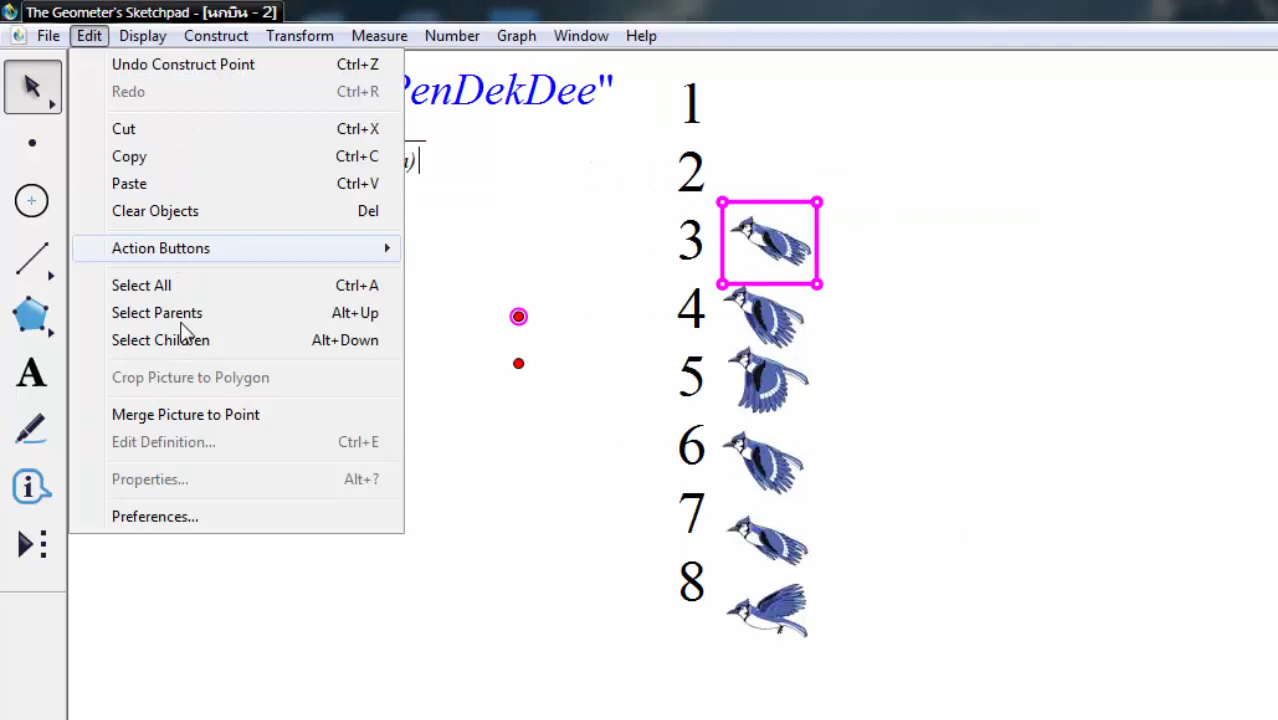 The Geometer's Sketchpad - [นกบิน - 2]
File Edit Display Construct Transform Measure Number Graph Window Help
Undo Construct Point Ctrl+Z
Redo Ctrl+R
Cut Ctrl+X
Copy Ctrl+C
Paste Ctrl+V
Clear Objects Del
Action Buttons
Select All Ctrl+A
Select Parents Alt+Up
Select Children Alt+Down
Crop Picture to Polygon
Merge Picture to Point
Edit Definition... Ctrl+E
Properties... Alt+?
Preferences...
PenDekDee"
1
2
3
4
5
6
7
8
A
i